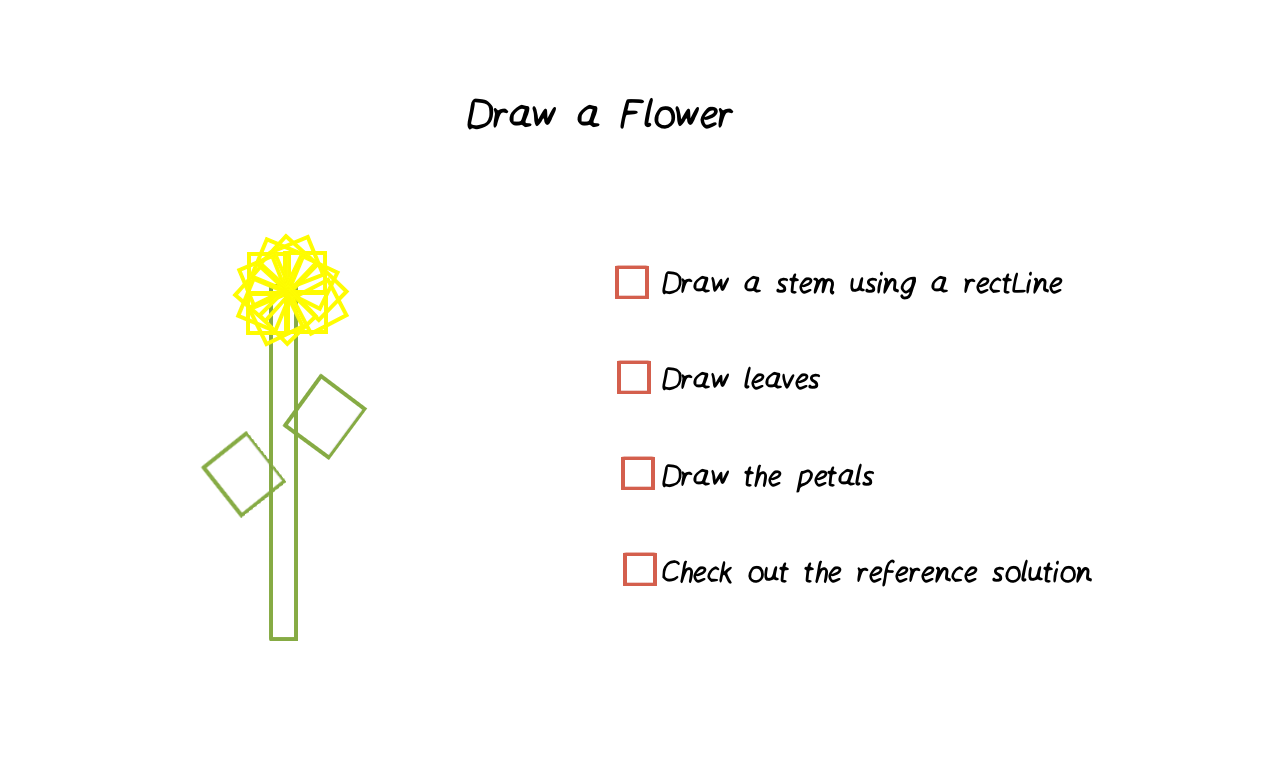 Draw a Flower
Draw a stem using a rectLine
Draw leaves
Draw the petals
Check out the reference solution